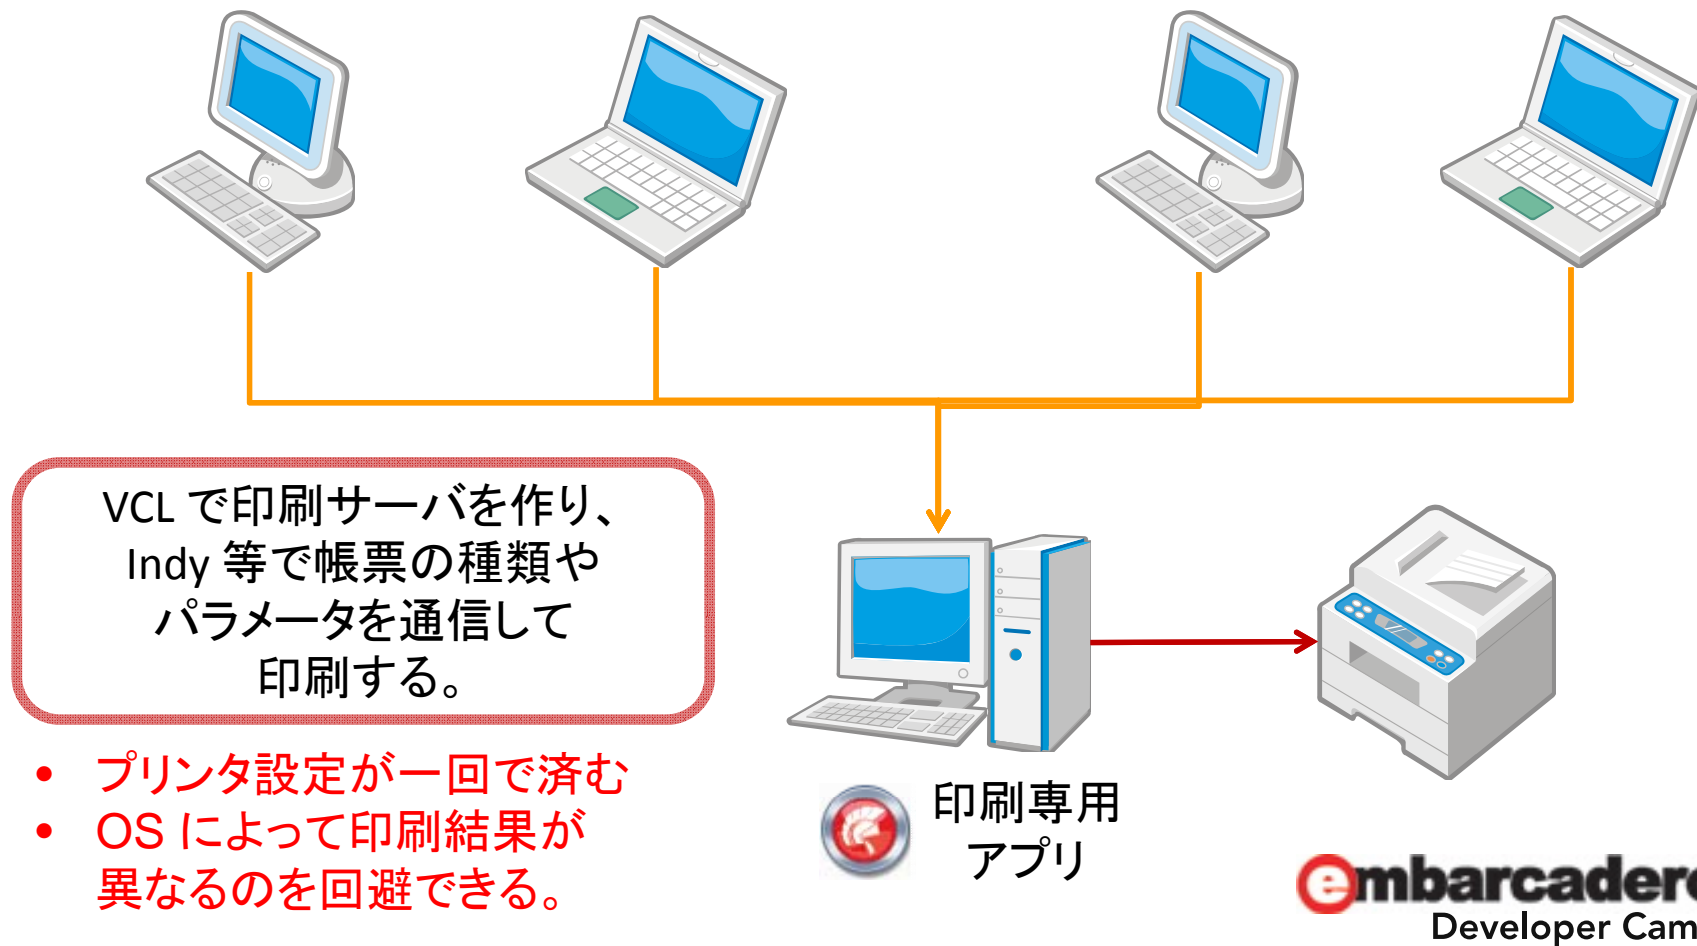 VCL で印刷サーバを作り、
Indy 等で帳票の種類や
パラメータを通信して
印刷する。
• プリンタ設定が一回で済む
• OS によって印刷結果が
異なるのを回避できる。
印刷専用
アプリ
embarcadero
Developer Cam